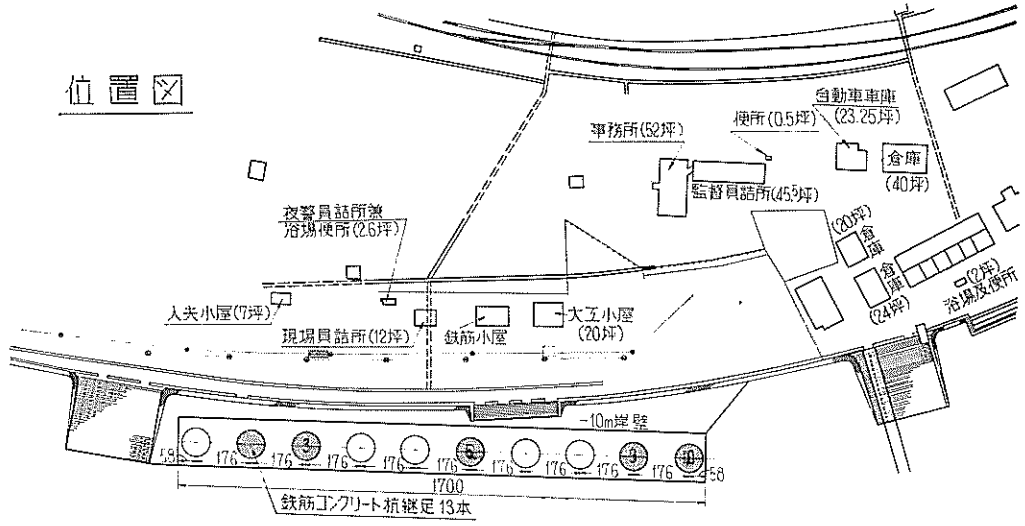 位置図
自動車車庫
(23.25坪)
事務所(52坪)
便所(0.5坪)
倉庫
(40坪)
監督員詰所(45.5坪)
夜警員詰所兼
浴場便所(2.6坪)
(20坪)
倉庫
倉庫
(24坪)
(2坪)
浴場及便所
人夫小屋(7坪)
現場員詰所(12坪)
鉄筋小屋
大工小屋
(20坪)
-10m岸壁
58 176 176 176 176 176 176 176 176 176 58
1700
鉄筋コンクリート杭継足13本